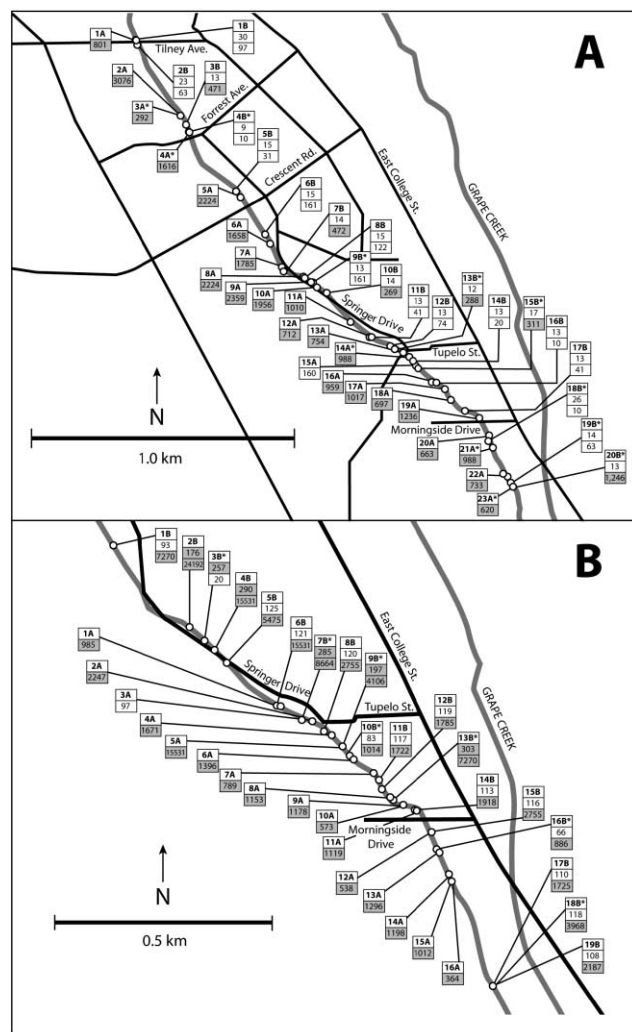 A
1A
801
1B
30
97
Tilney Ave.
2A
3076
2B
23
63
3B
13
471
3A*
292
Forrest Ave.
4B*
9
10
4A*
1616
5B
15
31
Crescent Rd.
East College St.
GRAPE CREEK
5A
2224
6B
15
161
6A
1658
7B
14
472
7A
1785
8B
15
122
8A
2224
9B*
13
161
9A
2359
10B
14
269
10A
1956
11A
1010
Springer Drive
11B
13
41
12B
13
74
13B*
12
288
14B
13
20
15B*
17
311
16B
13
10
12A
712
13A
754
14A*
988
Tupelo St.
17B
13
41
15A
160
16A
959
17A
1017
18A
697
18B*
26
10
19A
1236
Morningside Drive
19B*
14
63
20A
663
21A*
988
20B*
13
1,246
22A
733
23A*
620
N
1.0 km
B
1B
93
7270
2B
176
24192
3B*
257
20
4B
290
15531
5B
125
5475
6B
121
15531
7B*
285
8664
8B
120
2755
9B*
197
4106
East College St.
GRAPE CREEK
1A
985
Springer Drive
2A
2247
Tupelo St.
3A
97
4A
1671
10B*
83
1014
11B
117
1722
12B
119
1785
13B*
303
7270
5A
15531
6A
1396
7A
789
8A
1153
14B
113
1918
15B
116
2755
9A
1178
10A
573
Morningside
Drive
16B*
66
886
11A
1119
12A
538
17B
110
1725
13A
1296
18B*
118
3968
14A
1198
15A
1012
19B
108
2187
16A
364
N
0.5 km